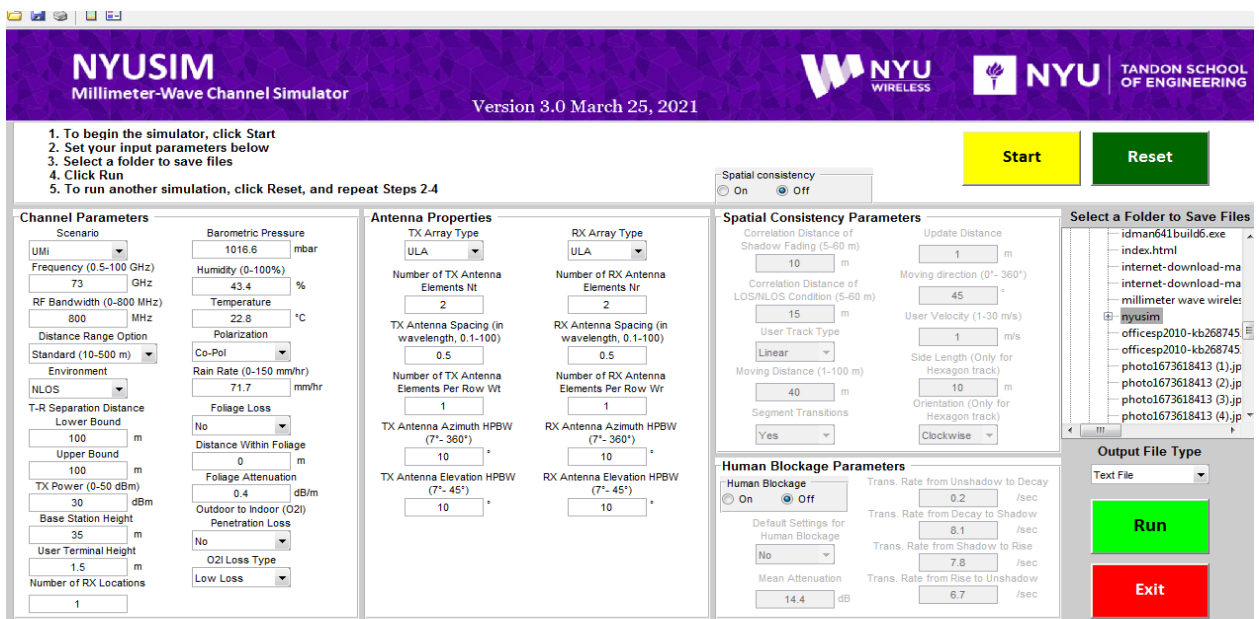 NYUSIM
Millimeter-Wave Channel Simulator
Version 3.0 March 25, 2021
NYU
WIRELESS
NYU
TANDON SCHOOL
OF ENGINEERING
1. To begin the simulator, click Start
2. Set your input parameters below
3. Select a folder to save files
4. Click Run
5. To run another simulation, click Reset, and repeat Steps 2-4
Spatial consistency
On Off
Start
Reset
Channel Parameters
Scenario
UMi
Frequency (0.5-100 GHz)
73 GHz
RF Bandwidth (0-800 MHz)
800 MHz
Distance Range Option
Standard (10-500 m)
Environment
NLOS
T-R Separation Distance
Lower Bound
100 m
Upper Bound
100 m
TX Power (0-50 dBm)
30 dBm
Base Station Height
35 m
User Terminal Height
1.5 m
Number of RX Locations
1
Barometric Pressure
1016.6 mbar
Humidity (0-100%)
43.4 %
Temperature
22.8 °C
Polarization
Co-Pol
Rain Rate (0-150 mm/hr)
71.7 mm/hr
Foliage Loss
No
Distance Within Foliage
0 m
Foliage Attenuation
0.4 dB/m
Outdoor to Indoor (O2I)
Penetration Loss
No
O2I Loss Type
Low Loss
Antenna Properties
TX Array Type
ULA
Number of TX Antenna
Elements Nt
2
TX Antenna Spacing (in
wavelength, 0.1-100)
0.5
Number of TX Antenna
Elements Per Row Wt
1
TX Antenna Azimuth HPBW
(7°- 360°)
10 °
TX Antenna Elevation HPBW
(7°- 45°)
10 °
RX Array Type
ULA
Number of RX Antenna
Elements Nr
2
RX Antenna Spacing (in
wavelength, 0.1-100)
0.5
Number of RX Antenna
Elements Per Row Wr
1
RX Antenna Azimuth HPBW
(7°- 360°)
10 °
RX Antenna Elevation HPBW
(7°- 45°)
10 °
Spatial Consistency Parameters
Correlation Distance of
Shadow Fading (5-60 m)
10 m
Correlation Distance of
LOS/NLOS Condition (5-60 m)
15 m
User Track Type
Linear
Moving Distance (1-100 m)
40 m
Segment Transitions
Yes
Update Distance
1 m
Moving direction (0°- 360°)
45 °
User Velocity (1-30 m/s)
1 m/s
Side Length (Only for
Hexagon track)
10 m
Orientation (Only for
Hexagon track)
Clockwise
Human Blockage Parameters
Human Blockage
On Off
Default Settings for
Human Blockage
No
Mean Attenuation
14.4 dB
Trans. Rate from Unshadow to Decay
0.2 /sec
Trans. Rate from Decay to Shadow
8.1 /sec
Trans. Rate from Shadow to Rise
7.8 /sec
Trans. Rate from Rise to Unshadow
6.7 /sec
Select a Folder to Save Files
idman641build6.exe
index.html
internet-download-ma
internet-download-ma
millimeter wave wireles
nyusim
officesp2010-kb268745
officesp2010-kb268745
photo1673618413 (1).jp
photo1673618413 (2).jp
photo1673618413 (3).jp
photo1673618413 (4).jp
Output File Type
Text File
Run
Exit